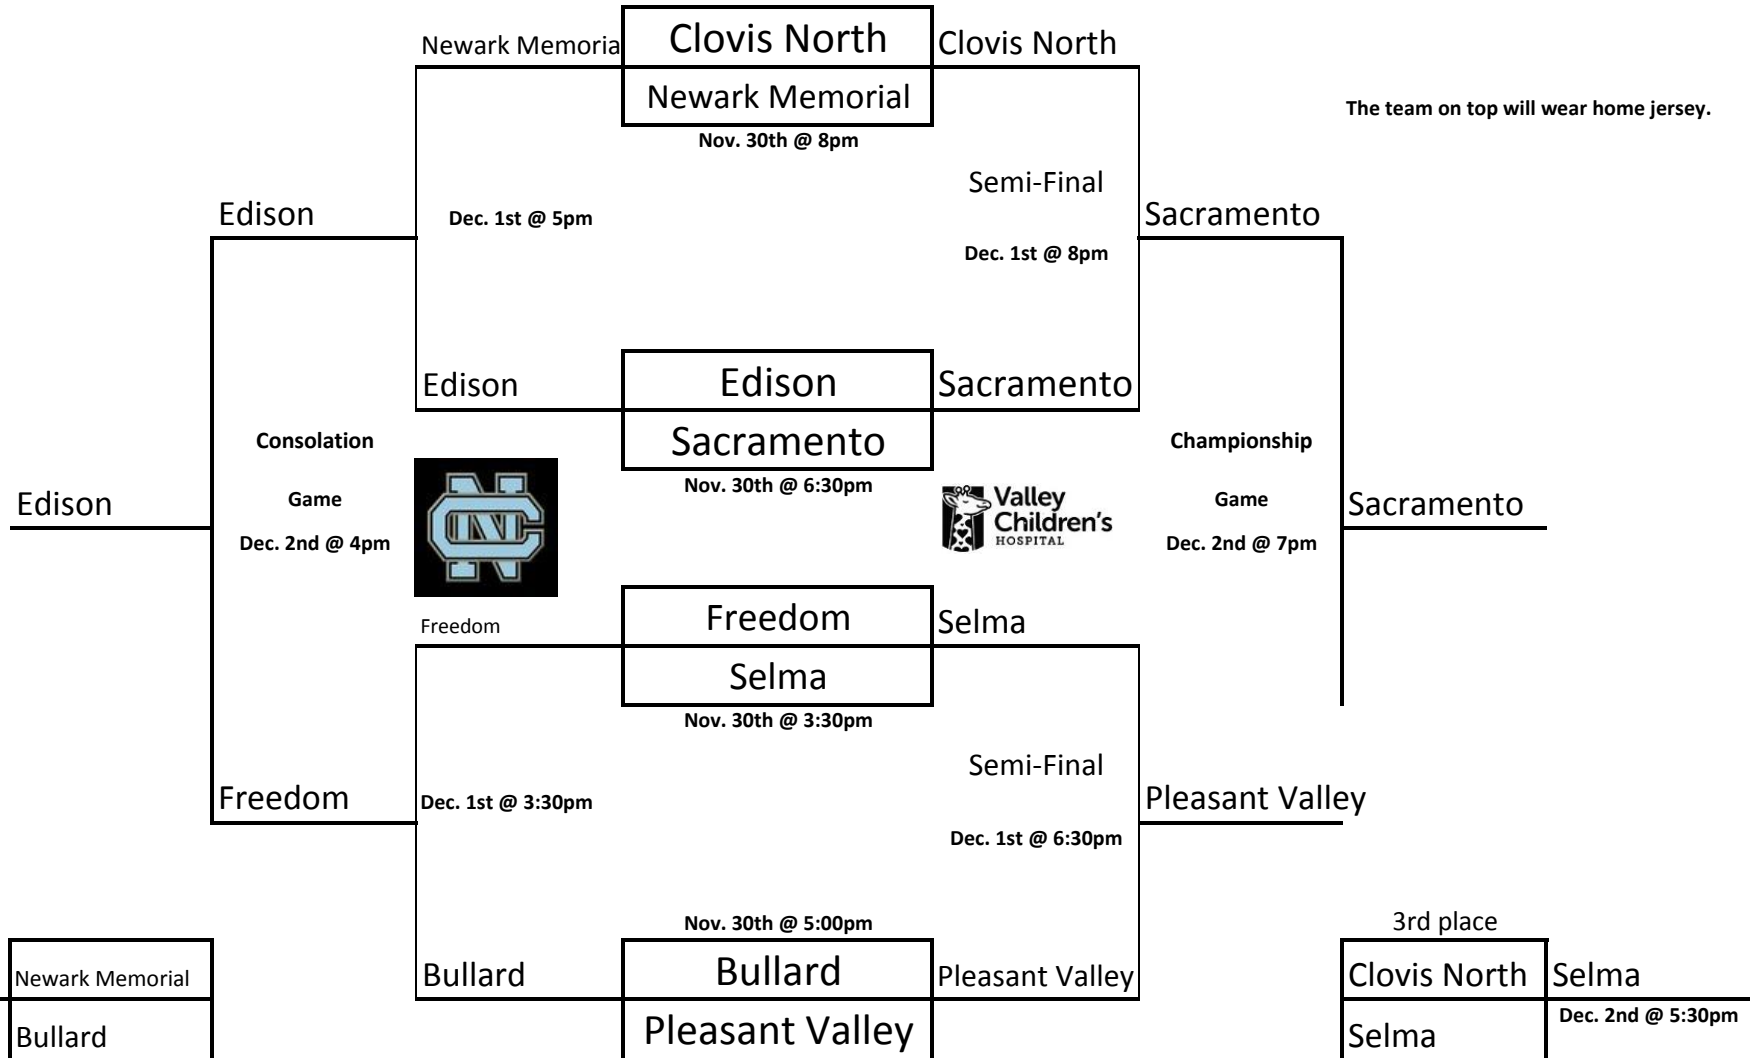 Newark Memoria
Clovis North
Clovis North
Newark Memorial
The team on top will wear home jersey.
Nov. 30th @ 8pm
Semi-Final
Edison
Dec. 1st @ 5pm
Sacramento
Dec. 1st @ 8pm
Edison
Edison
Sacramento
Consolation
Sacramento
Championship
Nov. 30th @ 6:30pm
Edison
Game
NC
Valley
Children's
HOSPITAL
Game
Sacramento
Dec. 2nd @ 4pm
Dec. 2nd @ 7pm
Freedom
Freedom
Selma
Selma
Nov. 30th @ 3:30pm
Semi-Final
Freedom
Dec. 1st @ 3:30pm
Pleasant Valley
Dec. 1st @ 6:30pm
Nov. 30th @ 5:00pm
3rd place
Newark Memorial
Bullard
Bullard
Pleasant Valley
Clovis North
Selma
Dec. 2nd @ 5:30pm
Bullard
Pleasant Valley
Selma